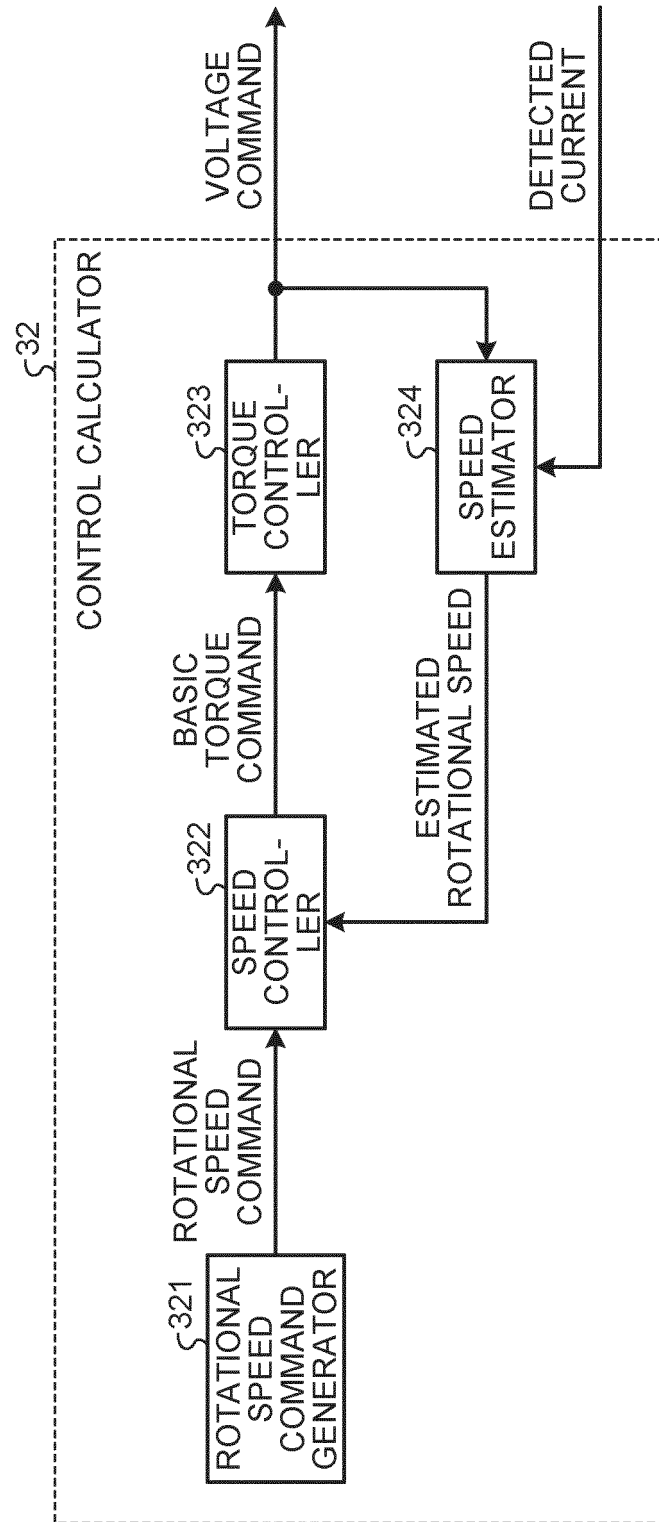 32
CONTROL CALCULATOR
321
ROTATIONAL
SPEED
COMMAND
GENERATOR
ROTATIONAL
SPEED
COMMAND
322
SPEED
CONTROL-
LER
BASIC
TORQUE
COMMAND
323
TORQUE
CONTROL-
LER
VOLTAGE
COMMAND
324
SPEED
ESTIMATOR
ESTIMATED
ROTATIONAL SPEED
DETECTED
CURRENT